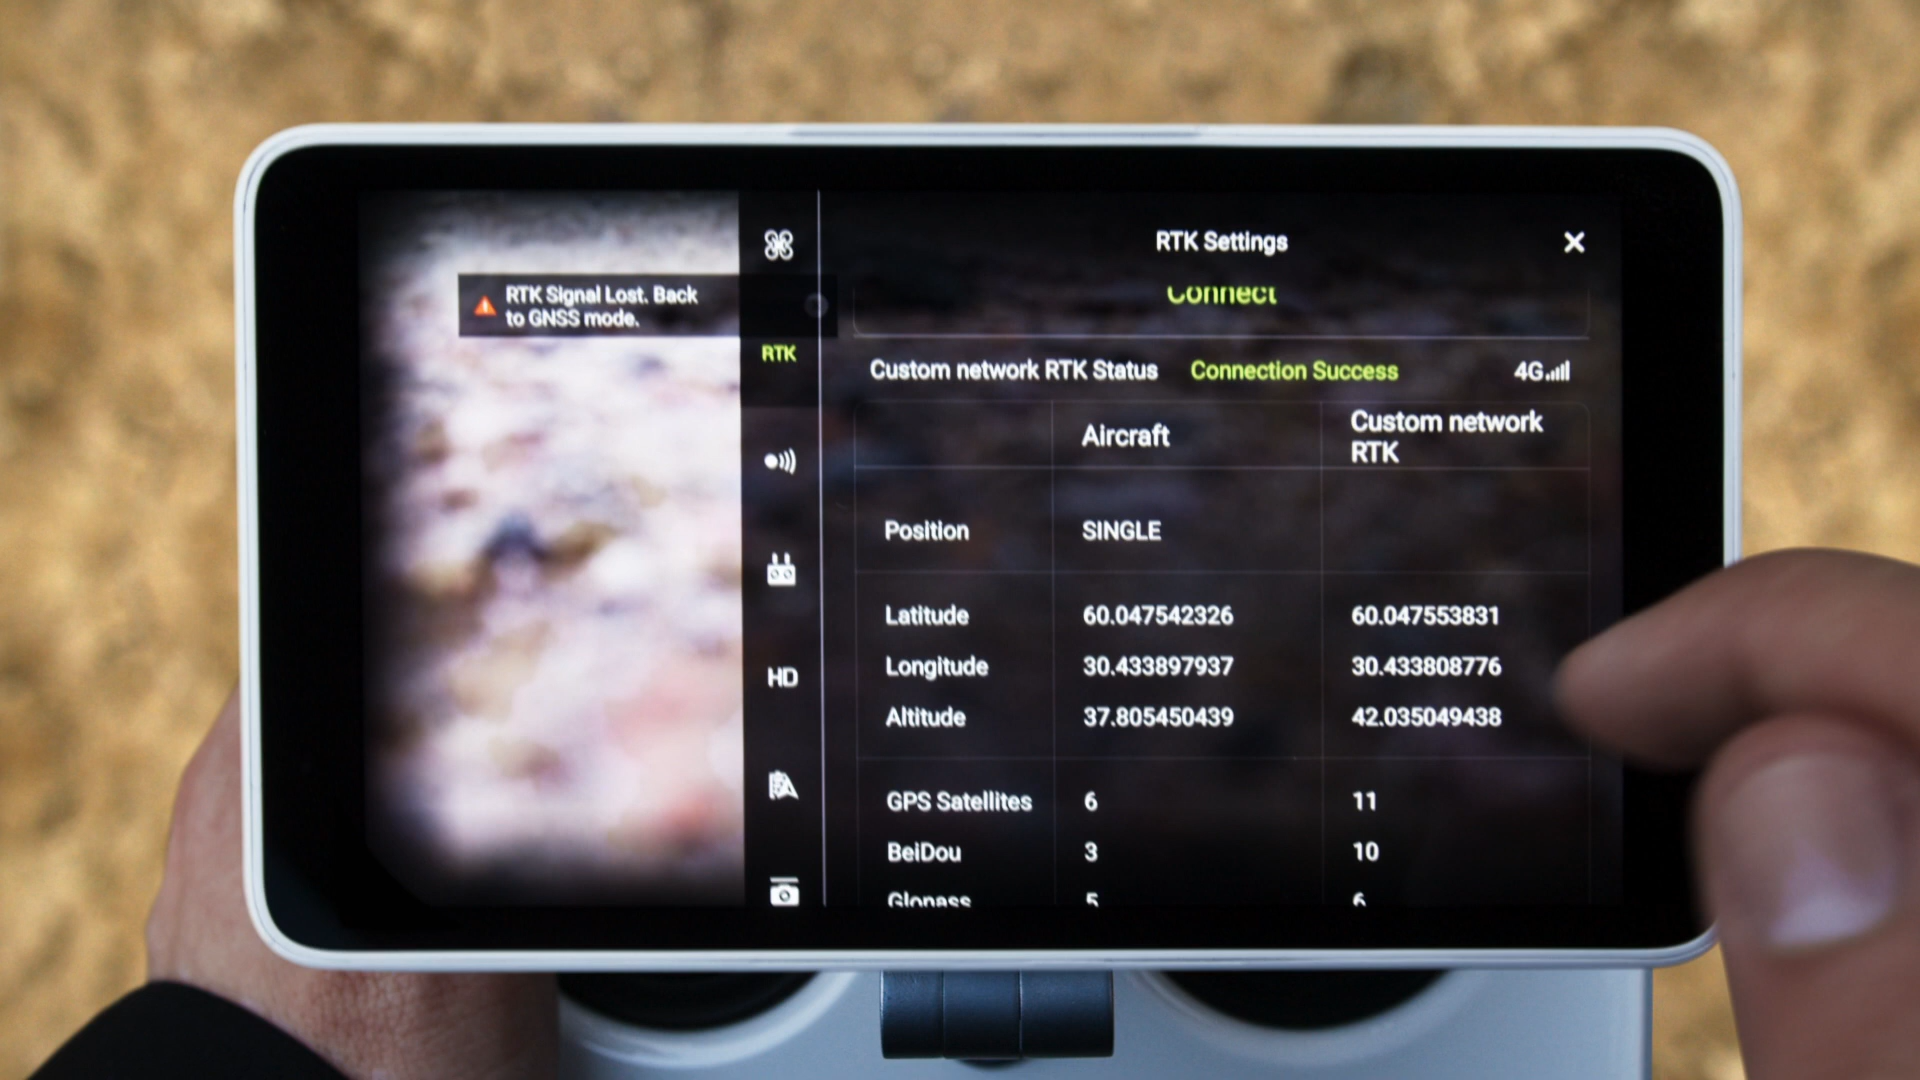 RTK Settings
Connect
RTK Signal Lost. Back
to GNSS mode.
RTK
HD
Custom network RTK Status Connection Success 4G
Aircraft Custom network
RTK
Position SINGLE
Latitude 60.047542326 60.047553831
Longitude 30.433897937 30.433808776
Altitude 37.805450439 42.035049438
GPS Satellites 6 11
BeiDou 3 10
Glonass 5 6